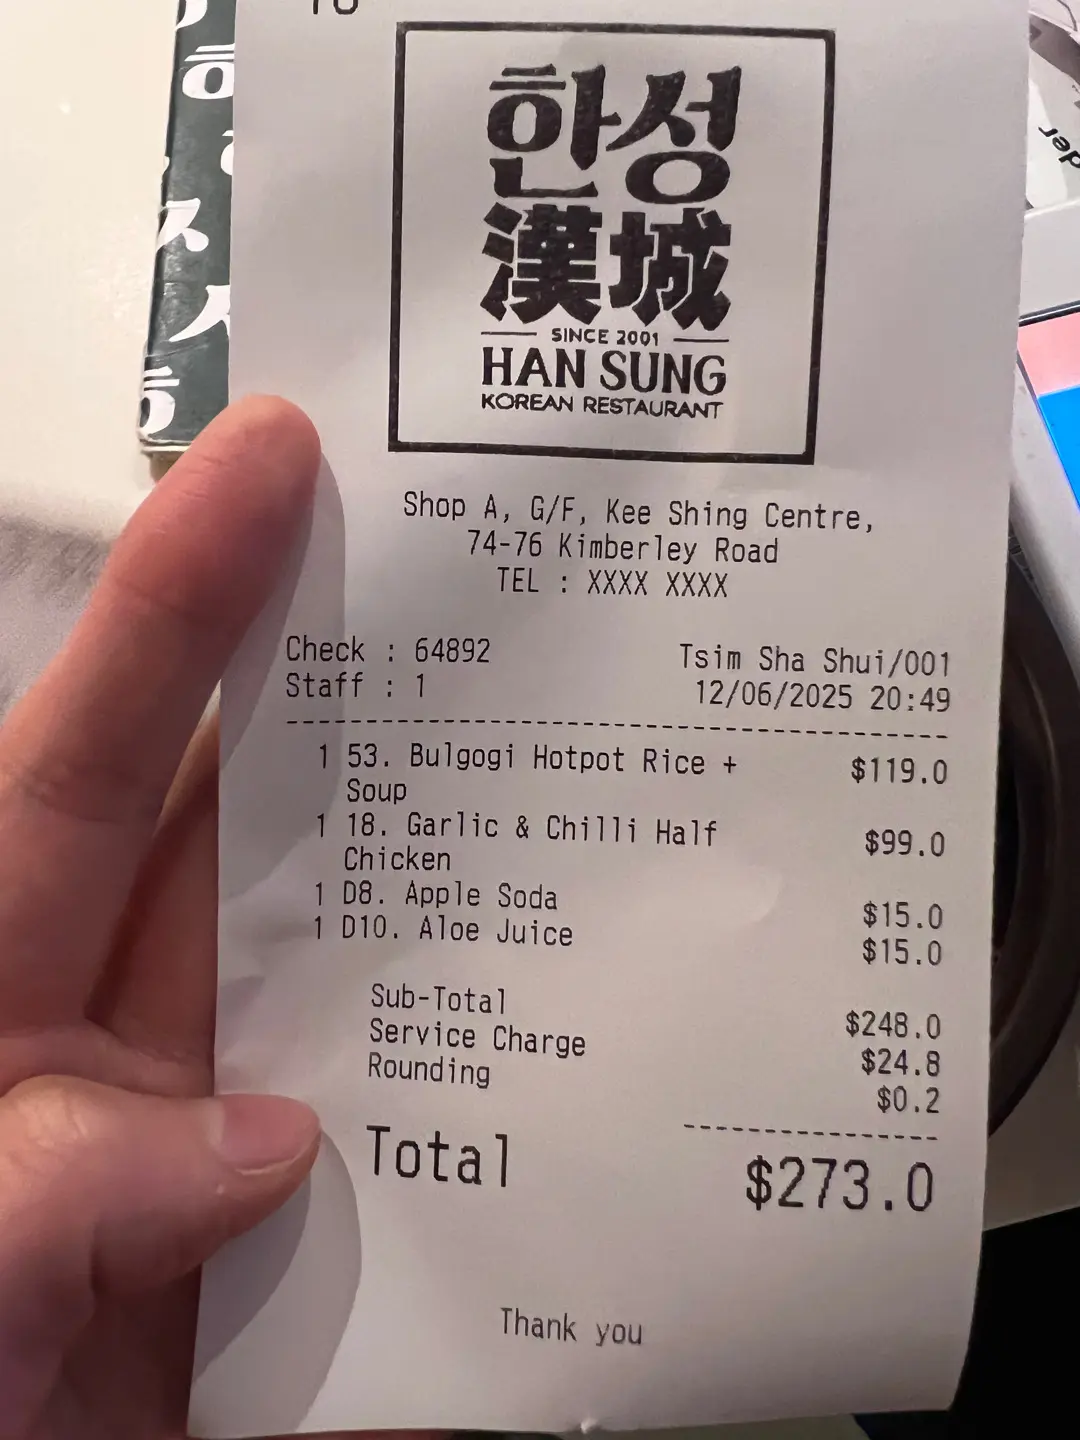 한성
漢城
SINCE 2001
HAN SUNG
KOREAN RESTAURANT
Shop A, G/F, Kee Shing Centre,
74-76 Kimberley Road
TEL : XXXX XXXX
Check : 64892 Tsim Sha Shui/001
Staff : 1 12/06/2025 20:49
1 53. Bulgogi Hotpot Rice + $119.0
Soup
1 18. Garlic & Chilli Half $99.0
Chicken
1 D8. Apple Soda $15.0
1 D10. Aloe Juice $15.0
Sub-Total $248.0
Service Charge $24.8
Rounding $0.2
Total $273.0
Thank you